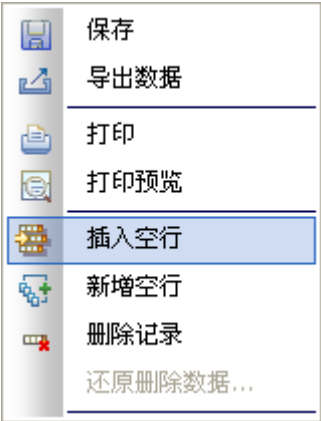 保存
导出数据
打印
打印预览
插入空行
新增空行
删除记录
还原删除数据...